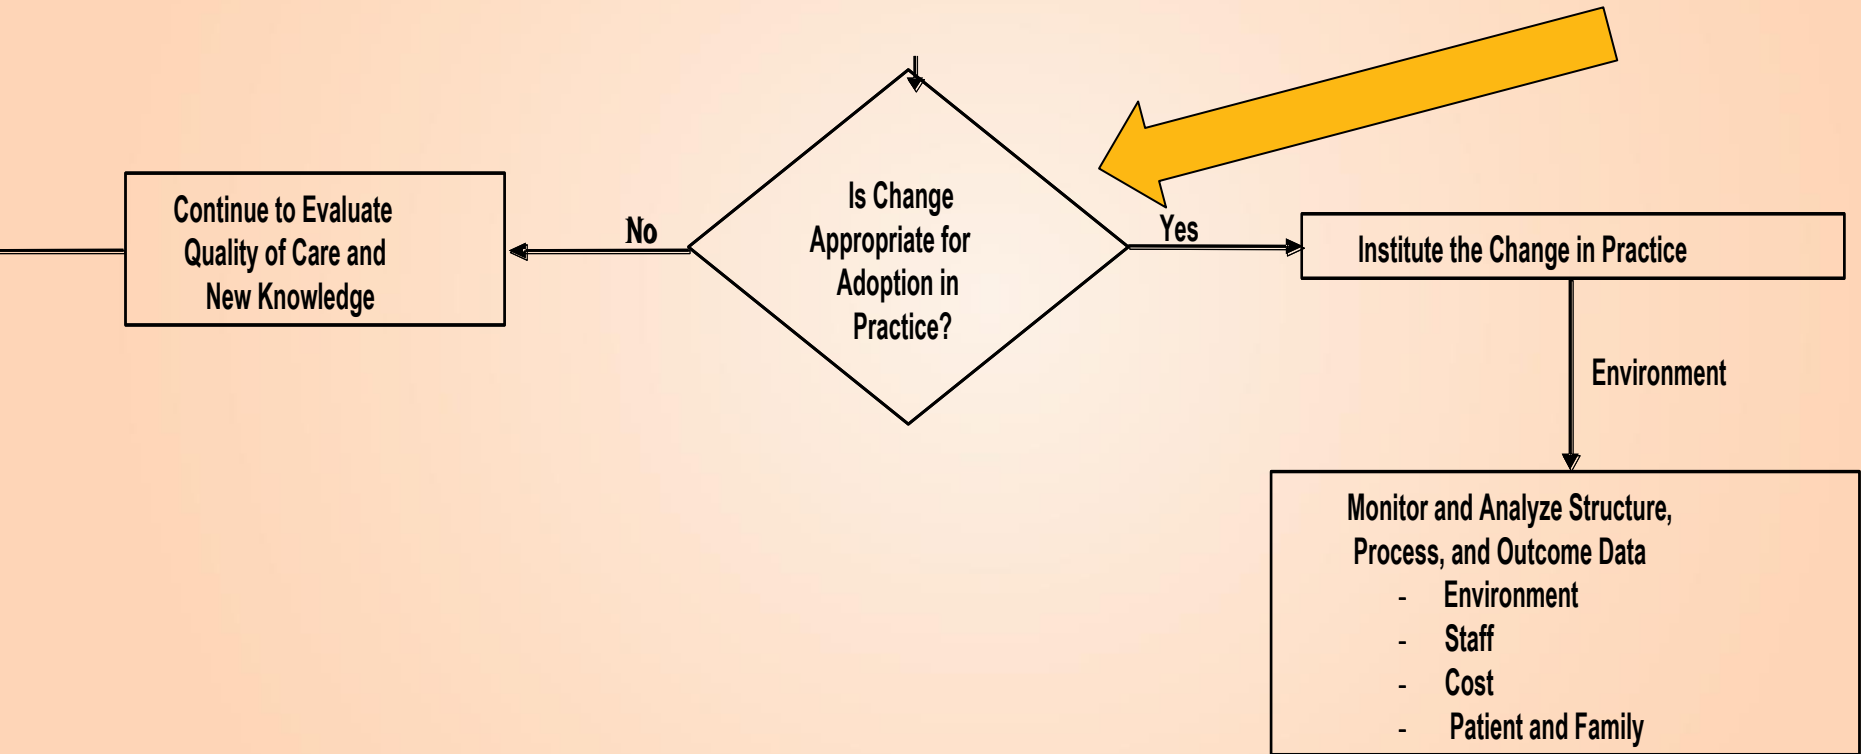 Continue to Evaluate
Quality of Care and
New Knowledge
No
Is Change
Appropriate for
Adoption in
Practice?
Yes
Institute the Change in Practice
Environment
Monitor and Analyze Structure,
Process, and Outcome Data
- Environment
- Staff
- Cost
- Patient and Family